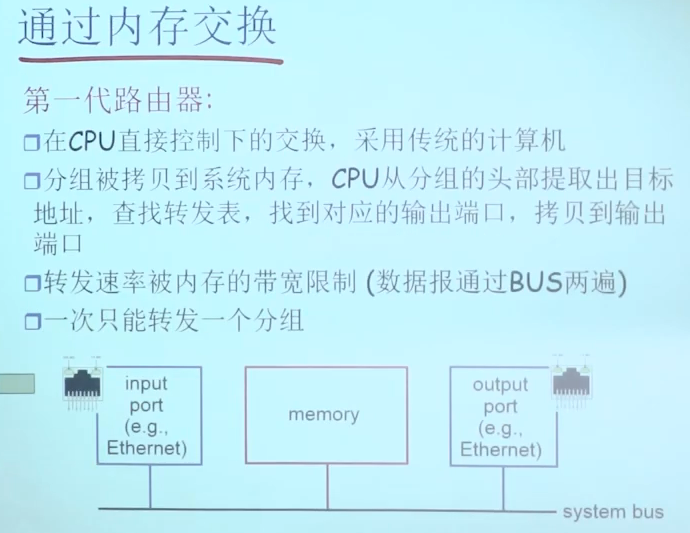 通过内存交换
第一代路由器:
在CPU直接控制下的交换，采用传统的计算机
分组被拷贝到系统内存，CPU从分组的头部提取出目标
地址，查找转发表，找到对应的输出端口，拷贝到输出
端口
转发速率被内存的带宽限制 (数据报通过BUS两遍)
一次只能转发一个分组
input
port
(e.g.,
Ethernet)
memory
output
port
(e.g.,
Ethernet)
system bus